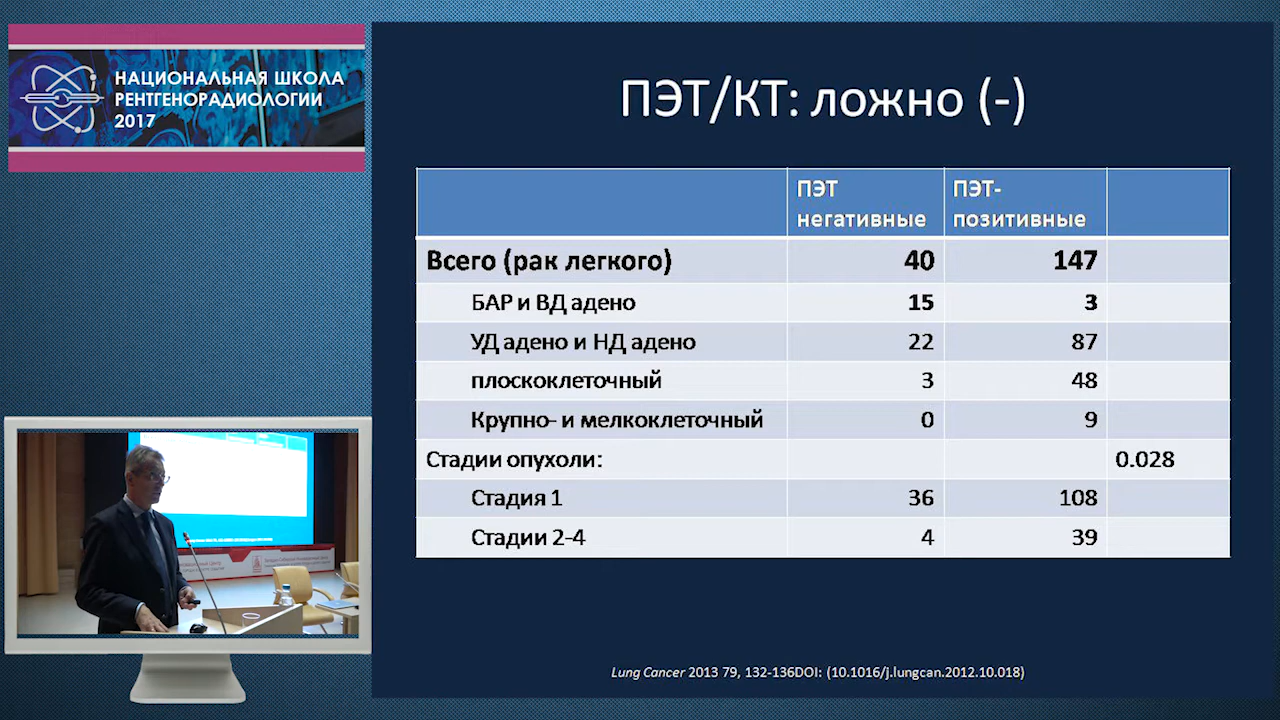 НАЦИОНАЛЬНАЯ ШКОЛА
РЕНТГЕНОРАДИОЛОГИИ
2017
ПЭТ/КТ: ложно (-)
ПЭТ негативные
ПЭТ-позитивные
Всего (рак легкого) 40 147
БАР и ВД адено 15 3
УД адено и НД адено 22 87
плоскоклеточный 3 48
Крупно- и мелкоклеточный 0 9
Стадии опухоли: 0.028
Стадия 1 36 108
Стадии 2-4 4 39
Lung Cancer 2013 79, 132-136DOI: (10.1016/j.lungcan.2012.10.018)